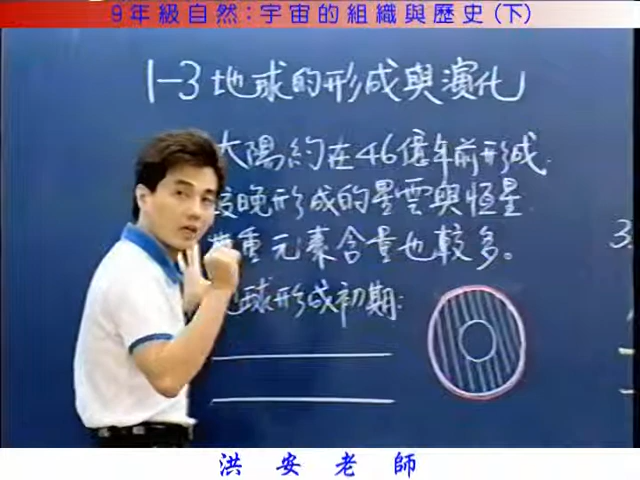 9年級自然:宇宙的組織與歷史(下)
1-3地球的形成與演化
太陽約在46億年前形成.
較晚形成的星雲與恆星
重元素含量也較多。
地球形成初期:
3
洪安老師